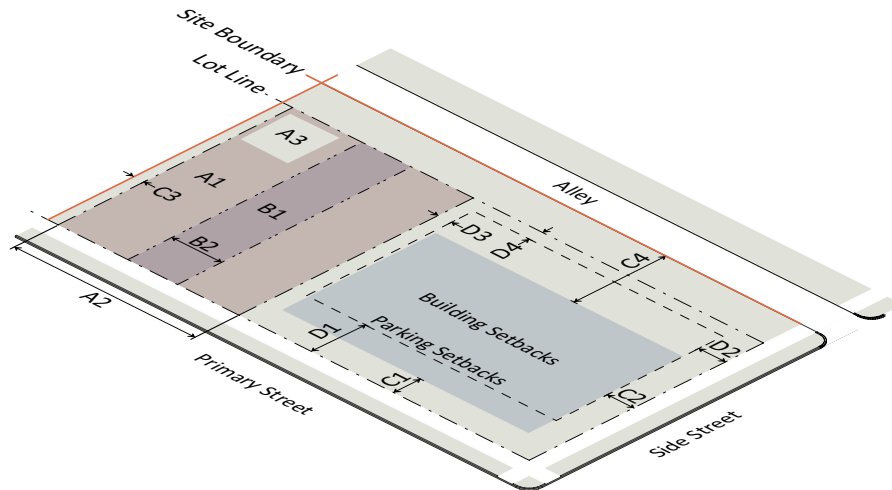 Site Boundary
Lot Line
A3
A1
C3
B1
B2
A2
Alley
D3
D4
C4
Building Setbacks
Parking Setbacks
D1
D2
C1
C2
Primary Street
Side Street